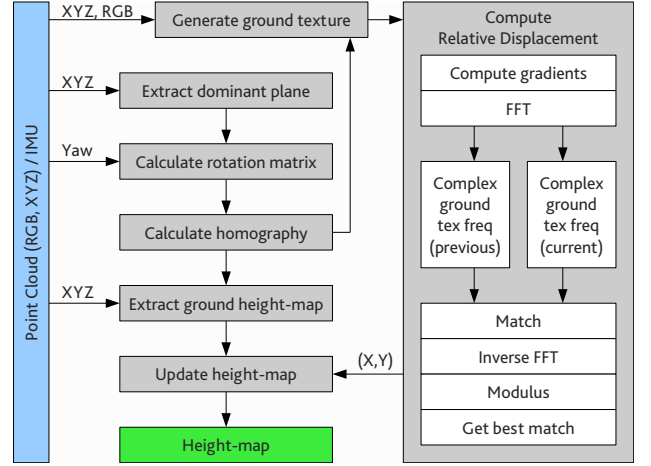 Point Cloud (RGB, XYZ) / IMU
XYZ, RGB
Generate ground texture
XYZ
Extract dominant plane
Yaw
Calculate rotation matrix
Calculate homography
XYZ
Extract ground height-map
Update height-map
(X,Y)
Height-map
Compute
Relative Displacement
Compute gradients
FFT
Complex
ground
tex freq
(previous)
Complex
ground
tex freq
(current)
Match
Inverse FFT
Modulus
Get best match